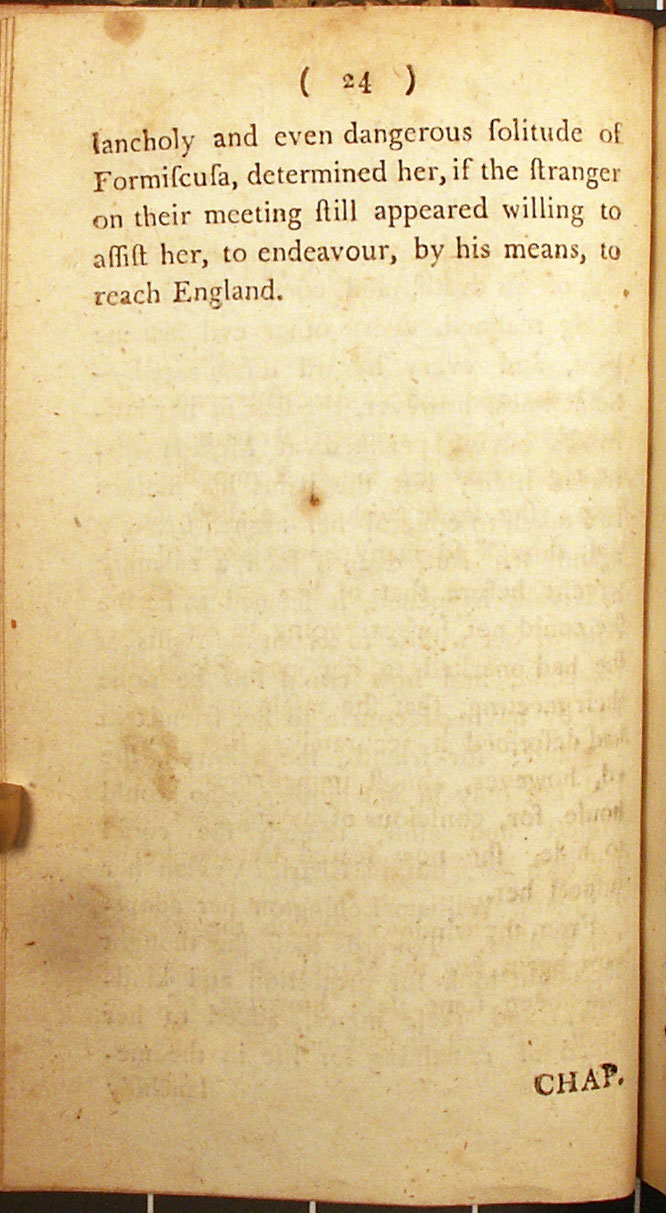 ( 24 )
lancholy and even dangerous ſolitude of
Formiſcuſa, determined her, if the ſtranger
on their meeting ſtill appeared willing to
aſſiſt her, to endeavour, by his means, to
reach England.
CHAP.